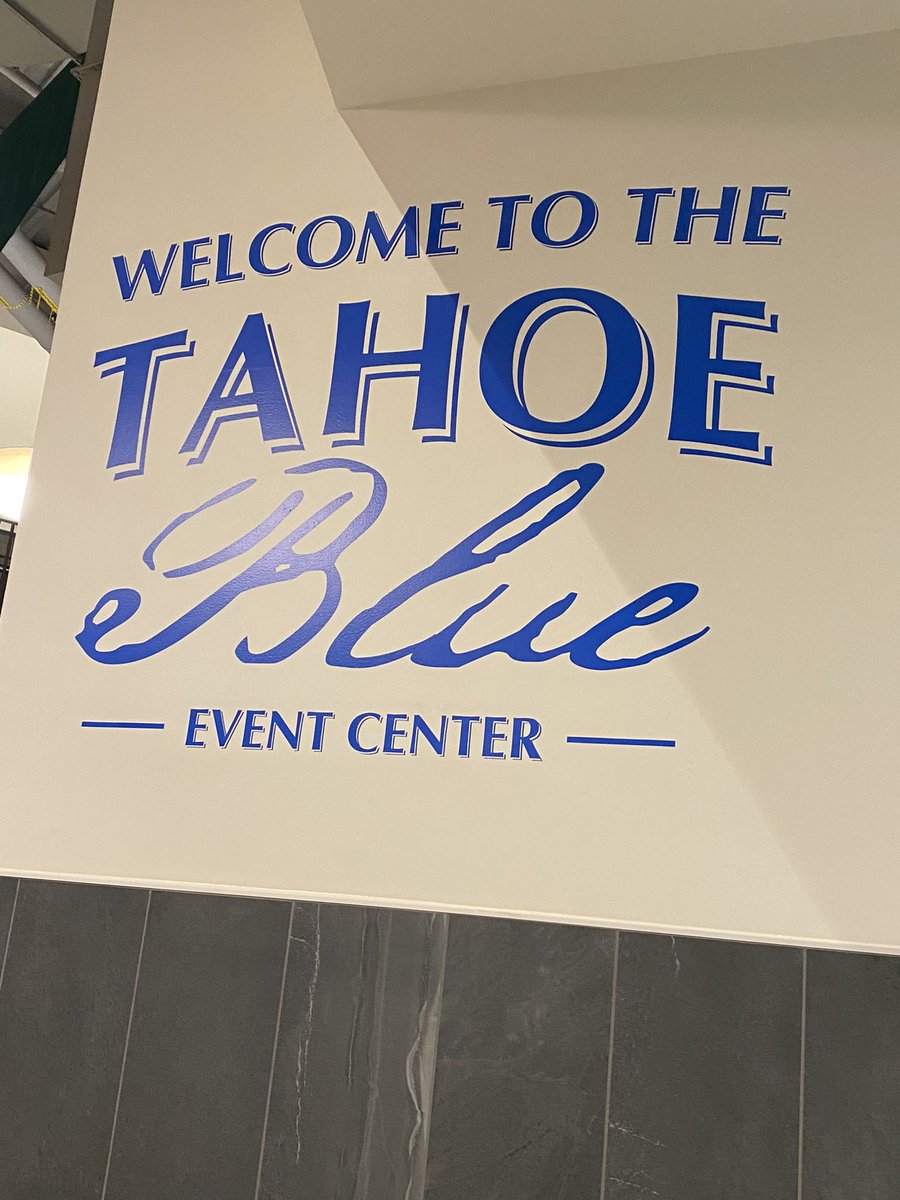 WELCOME TO THE
TAHOE
Blue
EVENT CENTER